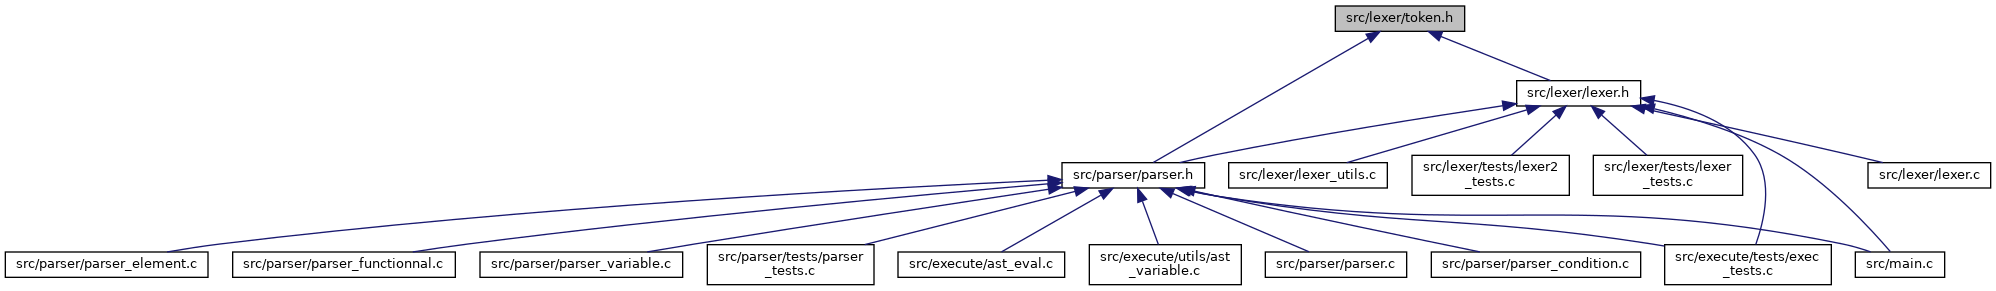 src/lexer/token.h
src/lexer/lexer.h
src/parser/parser.h
src/lexer/lexer_utils.c
src/lexer/tests/lexer2
_tests.c
src/lexer/tests/lexer
_tests.c
src/lexer/lexer.c
src/parser/parser_element.c
src/parser/parser_functionnal.c
src/parser/parser_variable.c
src/parser/tests/parser
_tests.c
src/execute/ast_eval.c
src/execute/utils/ast
_variable.c
src/parser/parser.c
src/parser/parser_condition.c
src/execute/tests/exec
_tests.c
src/main.c